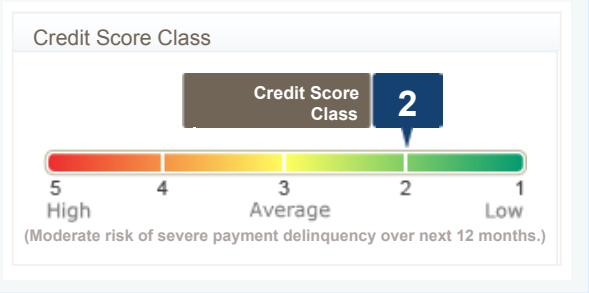 Credit Score Class
Credit Score
Class
2
5 4 3 2 1
High Average Low
(Moderate risk of severe payment delinquency over next 12 months.)